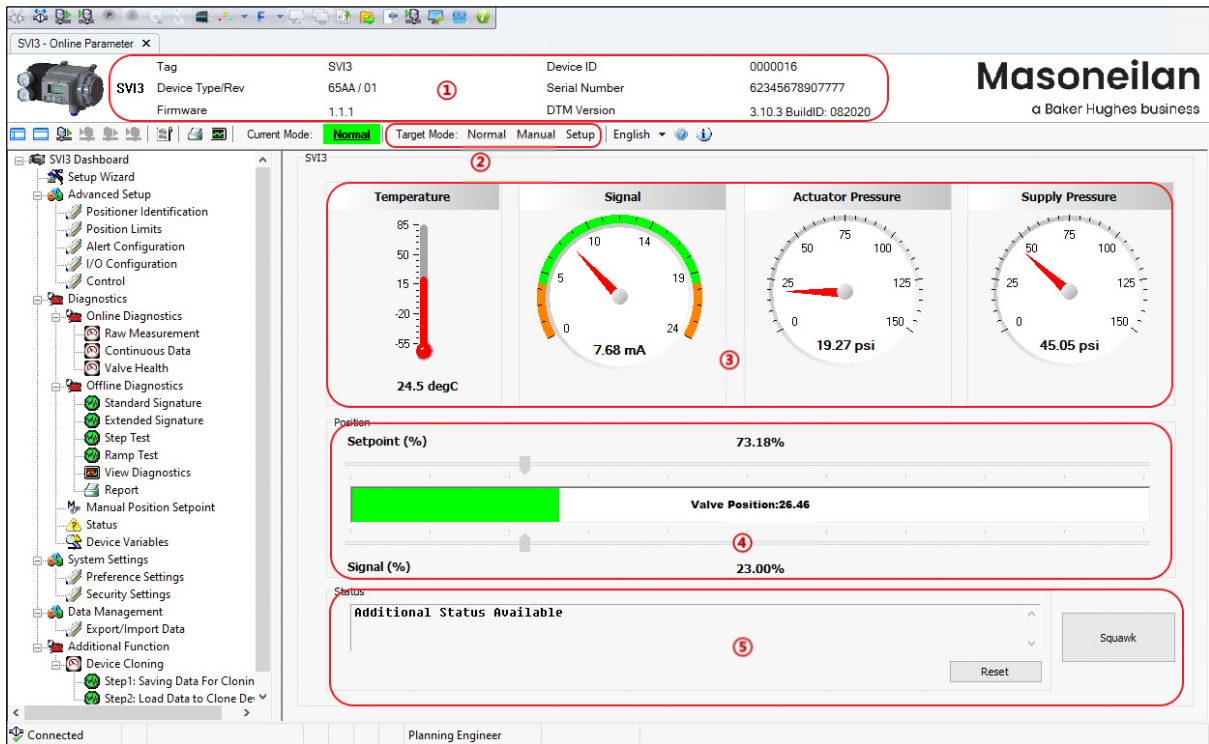 SVI3 - Online Parameter X
Tag SVI3 Device ID 0000016
SVI3 Device Type/Rev 65AA / 01 Serial Number 62345678907777
Firmware 1.1.1 DTM Version 3.10.3 BuildID: 082020
①
Masoneilan
a Baker Hughes business
Current Mode: Normal Target Mode: Normal Manual Setup English
②
SVI3 Dashboard
Setup Wizard
Advanced Setup
Positioner Identification
Position Limits
Alert Configuration
I/O Configuration
Control
Diagnostics
Online Diagnostics
Raw Measurement
Continuous Data
Valve Health
Offline Diagnostics
Standard Signature
Extended Signature
Step Test
Ramp Test
View Diagnostics
Report
Manual Position Setpoint
Status
Device Variables
System Settings
Preference Settings
Security Settings
Data Management
Export/Import Data
Additional Function
Device Cloning
Step1: Saving Data For Clonin
Step2: Load Data to Clone De
SVI3
Temperature
85
50
15
-20
-55
24.5 degC
Signal
0
5
10
14
19
24
7.68 mA
Actuator Pressure
0
25
50
75
100
125
150
19.27 psi
Supply Pressure
0
25
50
75
100
125
150
45.05 psi
③
Position
Setpoint (%) 73.18%
Valve Position:26.46
④
Signal (%) 23.00%
Status
Additional Status Available
⑤
Reset
Squawk
Connected Planning Engineer